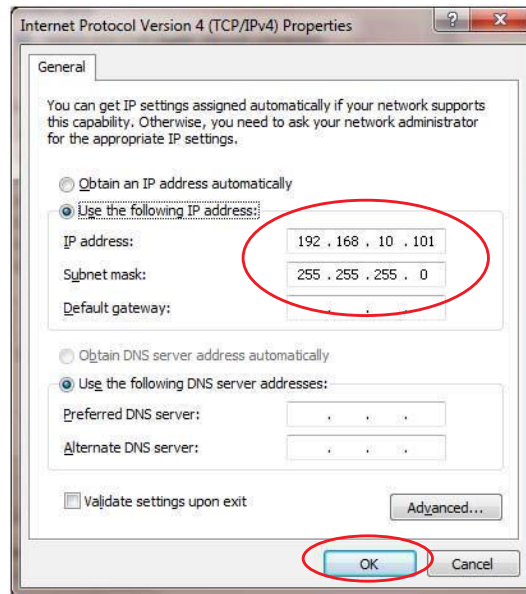 Internet Protocol Version 4 (TCP/IPv4) Properties
?
X
General
You can get IP settings assigned automatically if your network supports
this capability. Otherwise, you need to ask your network administrator
for the appropriate IP settings.
Obtain an IP address automatically
Use the following IP address:
IP address: 192 . 168 . 10 . 101
Subnet mask: 255 . 255 . 255 . 0
Default gateway: . . .
Obtain DNS server address automatically
Use the following DNS server addresses:
Preferred DNS server: . . .
Alternate DNS server: . . .
Validate settings upon exit
Advanced...
OK Cancel